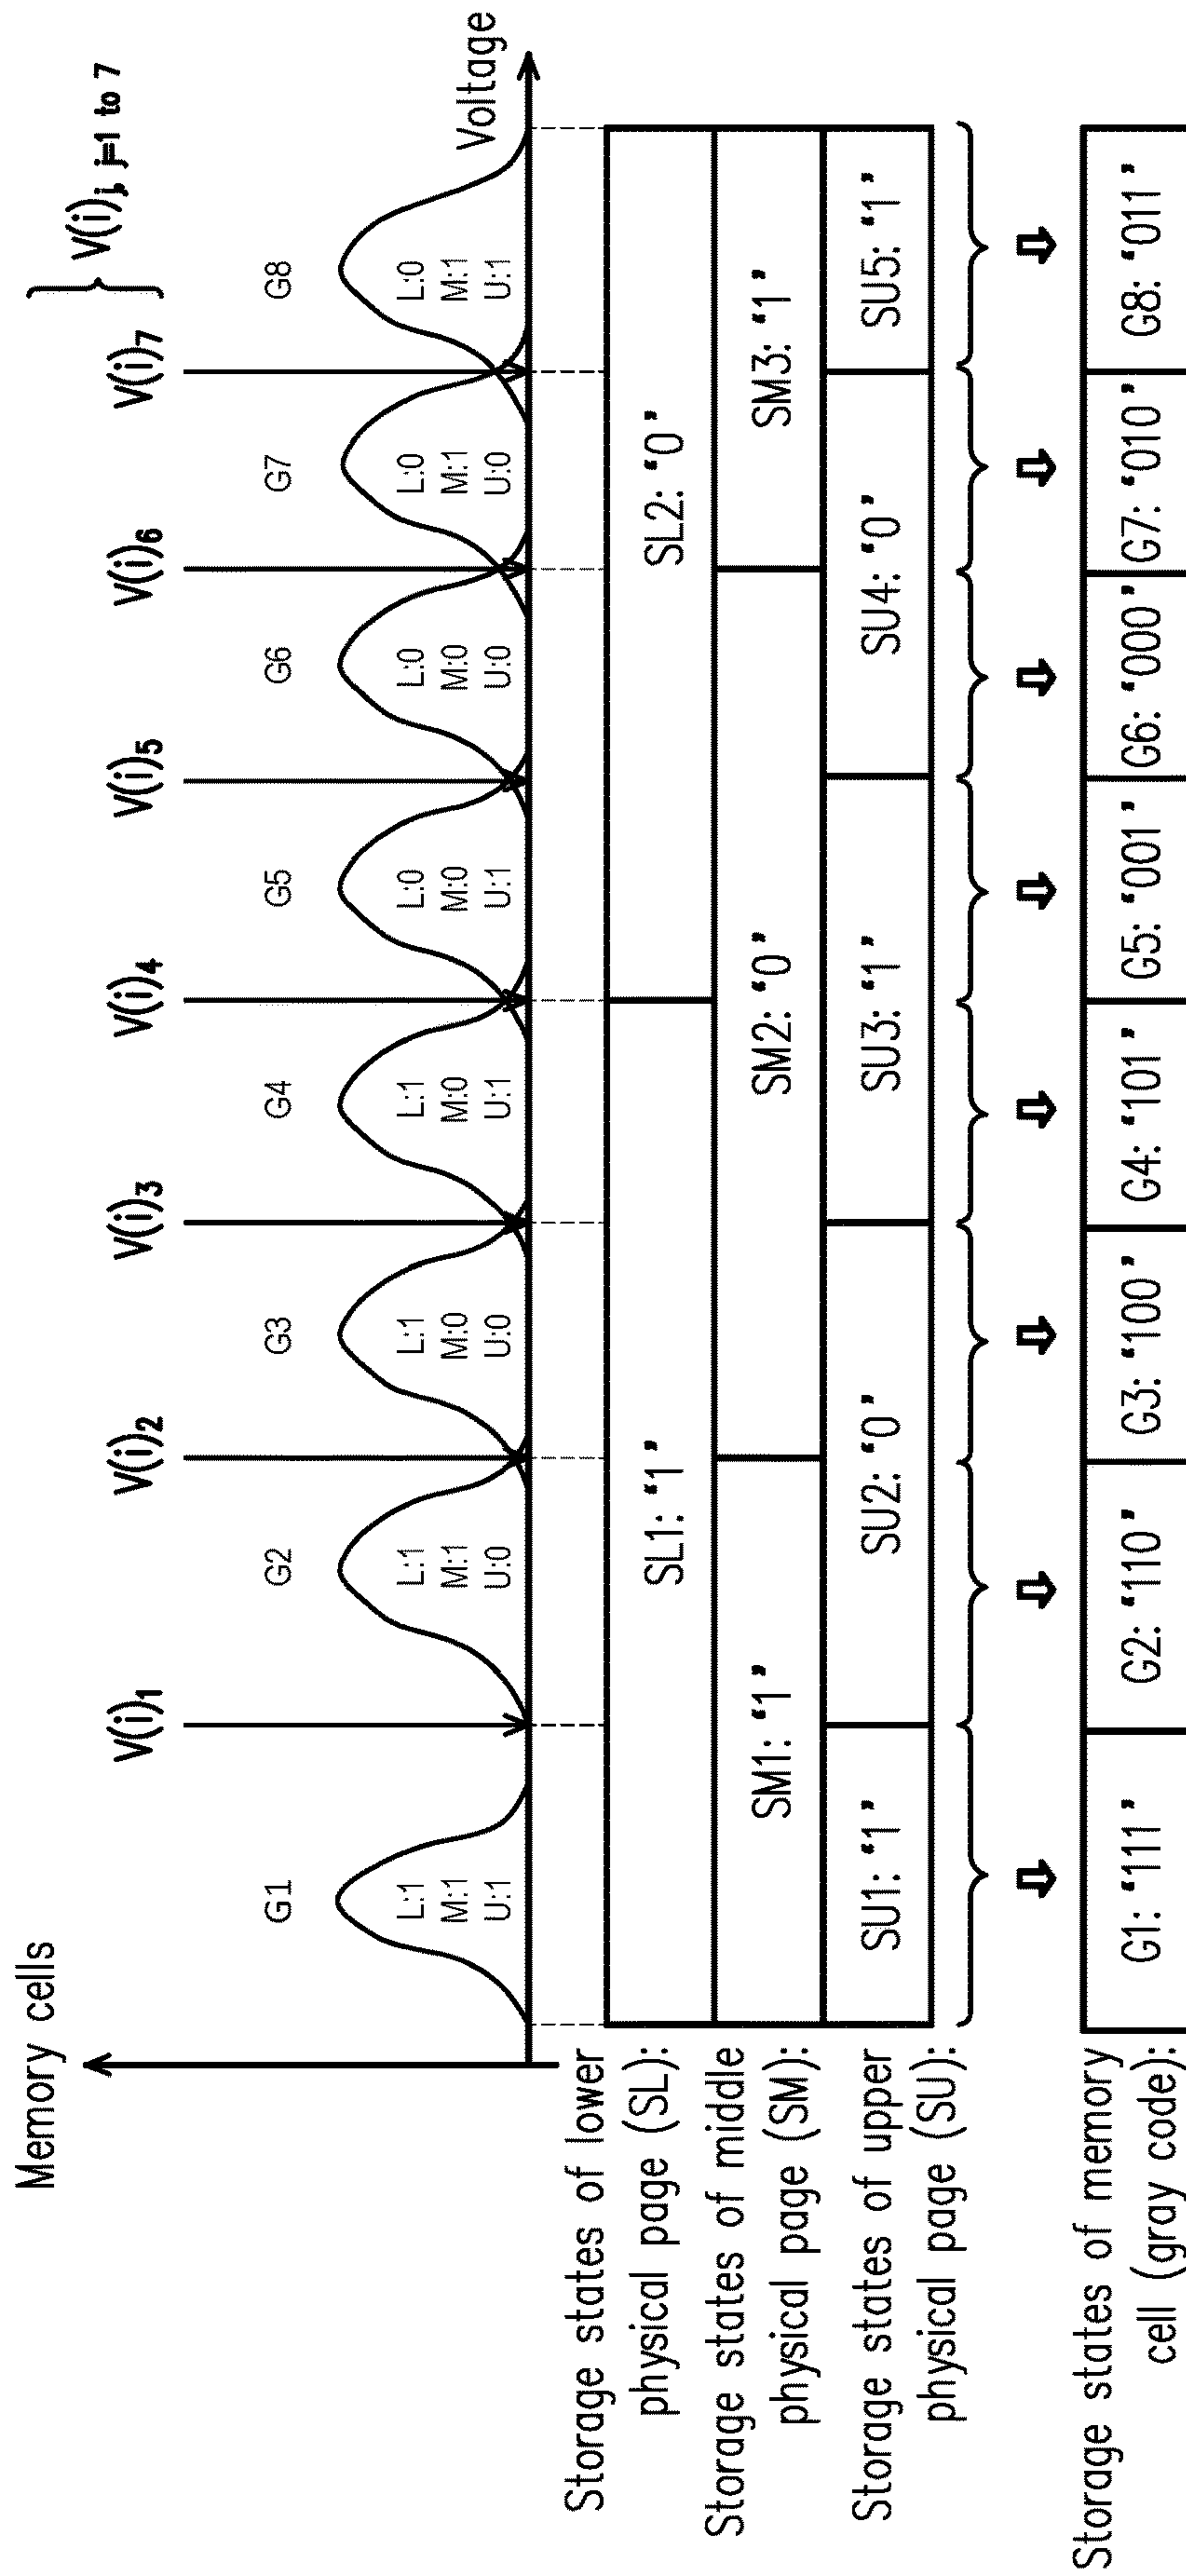 Memory cells
V(i)1
V(i)2
V(i)3
V(i)4
V(i)5
V(i)6
V(i)7
V(i)j, j=1 to 7
G1
G2
G3
G4
G5
G6
G7
G8
L:1
M:1
U:1
L:1
M:1
U:0
L:1
M:0
U:0
L:1
M:0
U:1
L:0
M:0
U:1
L:0
M:0
U:0
L:0
M:1
U:0
L:0
M:1
U:1
Voltage
Storage states of lower
physical page (SL):
SL1: “1”
SL2: “0”
Storage states of middle
physical page (SM):
SM1: “1”
SM2: “0”
SM3: “1”
Storage states of upper
physical page (SU):
SU1: “1”
SU2: “0”
SU3: “1”
SU4: “0”
SU5: “1”
Storage states of memory
cell (gray code):
G1: “111”
G2: “110”
G3: “100”
G4: “101”
G5: “001”
G6: “000”
G7: “010”
G8: “011”